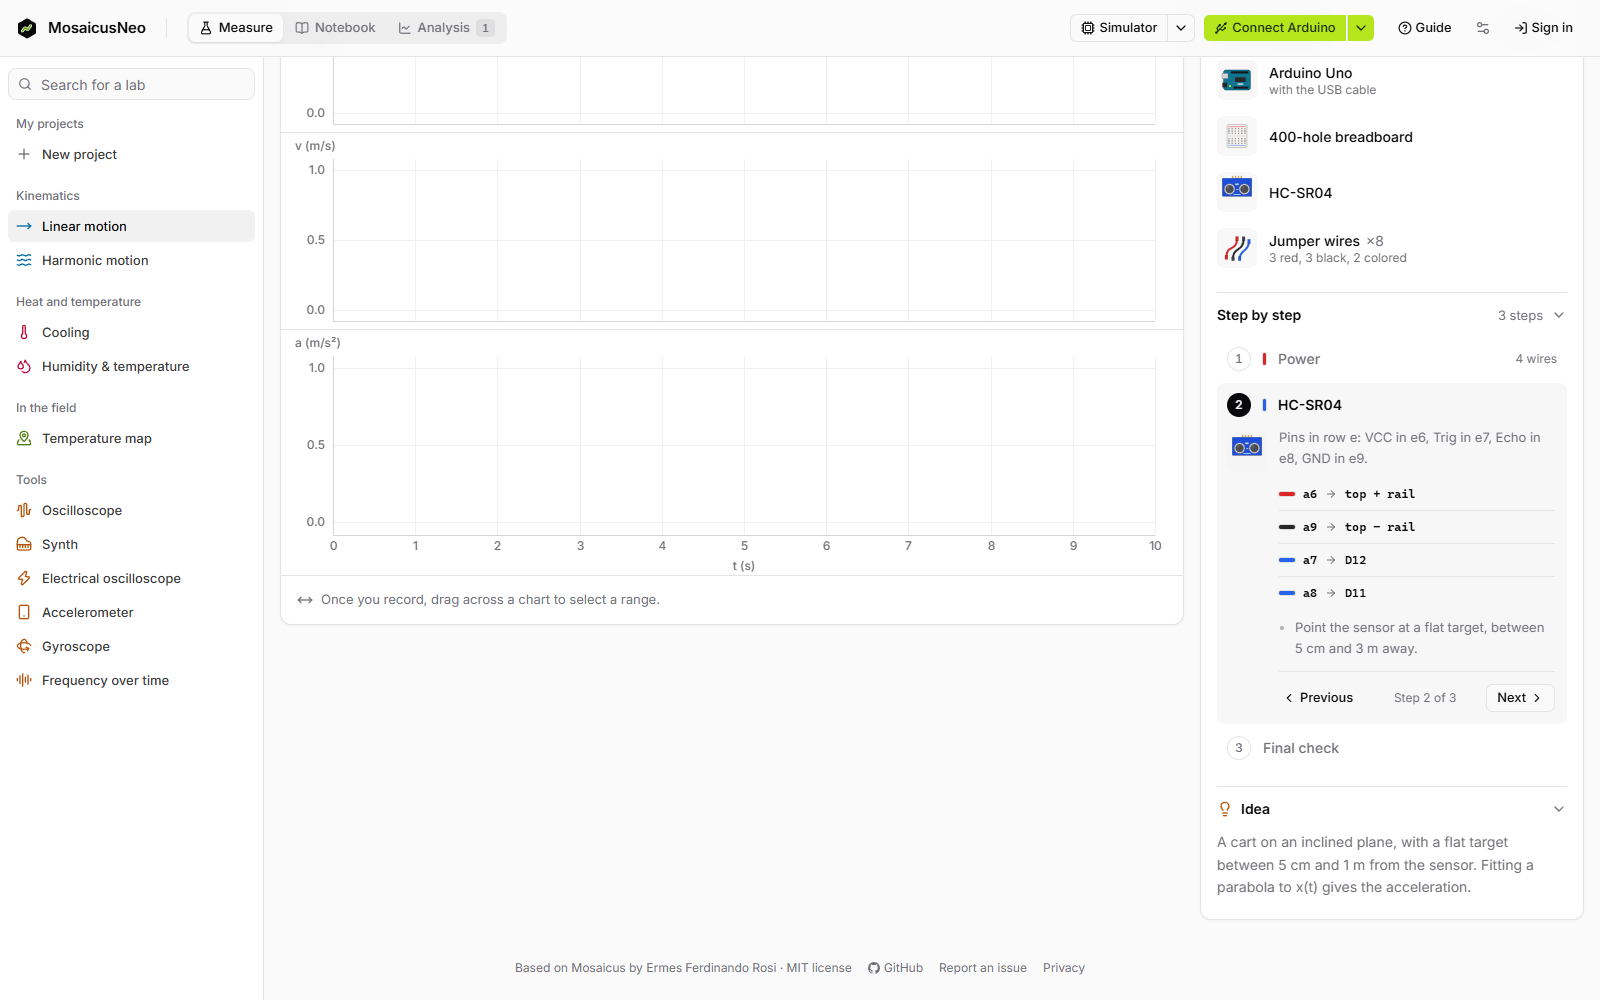 MosaicusNeo
Measure
Notebook
Analysis 1
Simulator
Connect Arduino
Guide
Sign in
Search for a lab
My projects
New project
Kinematics
Linear motion
Harmonic motion
Heat and temperature
Cooling
Humidity & temperature
In the field
Temperature map
Tools
Oscilloscope
Synth
Electrical oscilloscope
Accelerometer
Gyroscope
Frequency over time
0.0
v (m/s)
1.0
0.5
0.0
a (m/s²)
1.0
0.5
0.0
0 1 2 3 4 5 6 7 8 9 10
t (s)
Once you record, drag across a chart to select a range.
Arduino Uno
with the USB cable
400-hole breadboard
HC-SR04
Jumper wires ×8
3 red, 3 black, 2 colored
Step by step 3 steps
1 Power 4 wires
2 HC-SR04
Pins in row e: VCC in e6, Trig in e7, Echo in
e8, GND in e9.
a6 → top + rail
a9 → top − rail
a7 → D12
a8 → D11
• Point the sensor at a flat target, between
5 cm and 3 m away.
Previous Step 2 of 3 Next
3 Final check
Idea
A cart on an inclined plane, with a flat target
between 5 cm and 1 m from the sensor. Fitting a
parabola to x(t) gives the acceleration.
Based on Mosaicus by Ermes Ferdinando Rosi · MIT license GitHub Report an issue Privacy